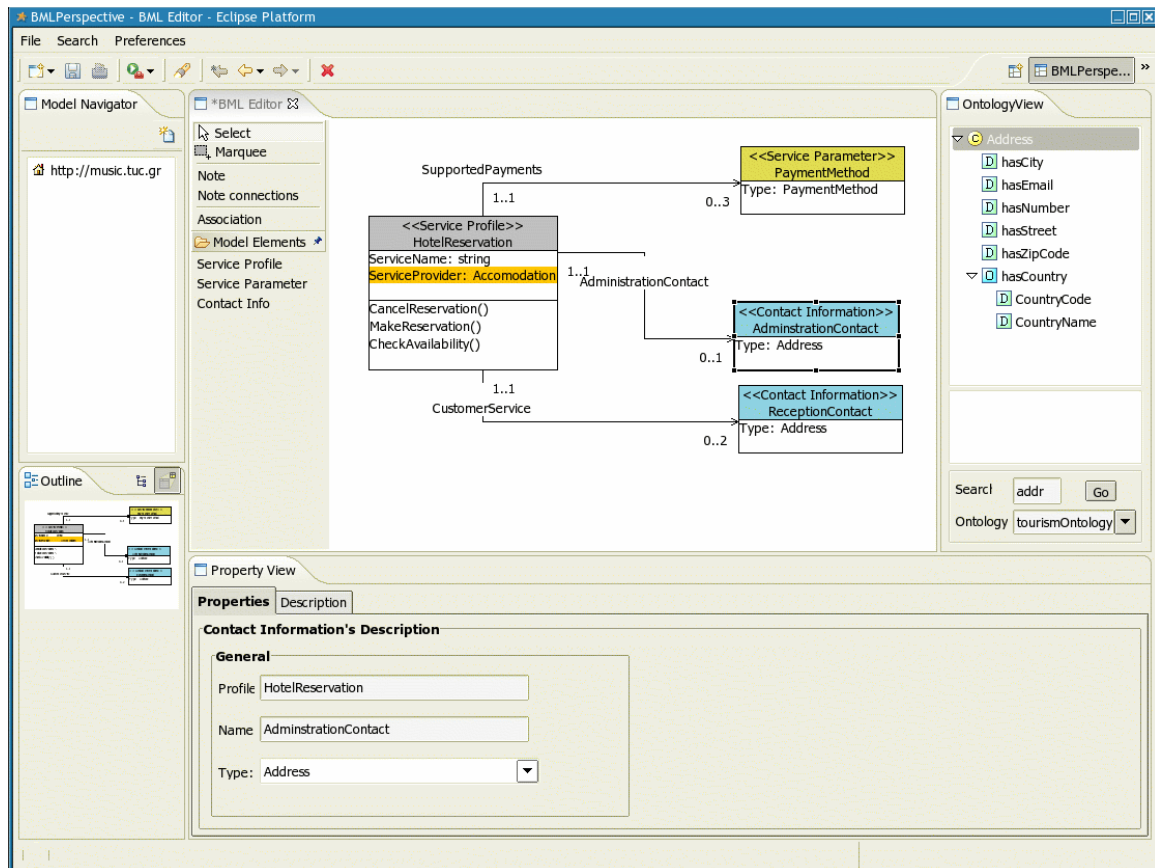 BMLPerspective - BML Editor - Eclipse Platform
File Search Preferences
BMLPerspe... »
Model Navigator
http://music.tuc.gr
*BML Editor
Select
Marquee
Note
Note connections
Association
Model Elements
Service Profile
Service Parameter
Contact Info
SupportedPayments
1..1
0..3
<<Service Parameter>>
PaymentMethod
Type: PaymentMethod
<<Service Profile>>
HotelReservation
ServiceName: string
ServiceProvider: Accomodation
CancelReservation()
MakeReservation()
CheckAvailability()
1..1
AdministrationContact
0..1
<<Contact Information>>
AdminstrationContact
Type: Address
1..1
CustomerService
0..2
<<Contact Information>>
ReceptionContact
Type: Address
OntologyView
C Address
D hasCity
D hasEmail
D hasNumber
D hasStreet
D hasZipCode
O hasCountry
D CountryCode
D CountryName
Searcl addr Go
Ontology tourismOntology
Outline
Property View
Properties Description
Contact Information's Description
General
Profile HotelReservation
Name AdminstrationContact
Type: Address